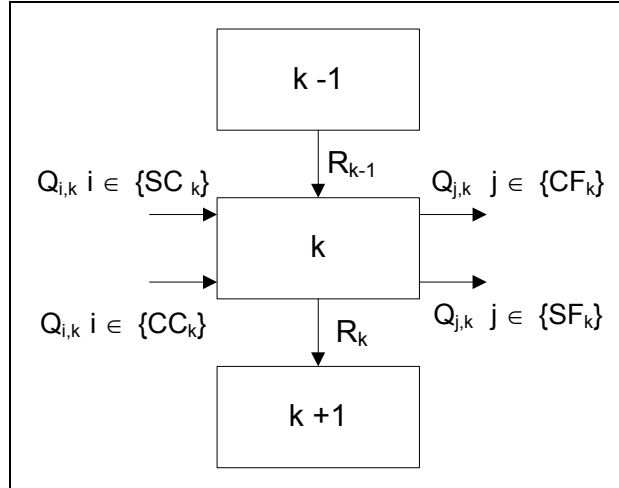 k -1
R_{k-1}
Q_{i,k} i ∈ {SC_k}
Q_{j,k} j ∈ {CF_k}
k
Q_{i,k} i ∈ {CC_k}
Q_{j,k} j ∈ {SF_k}
R_k
k +1